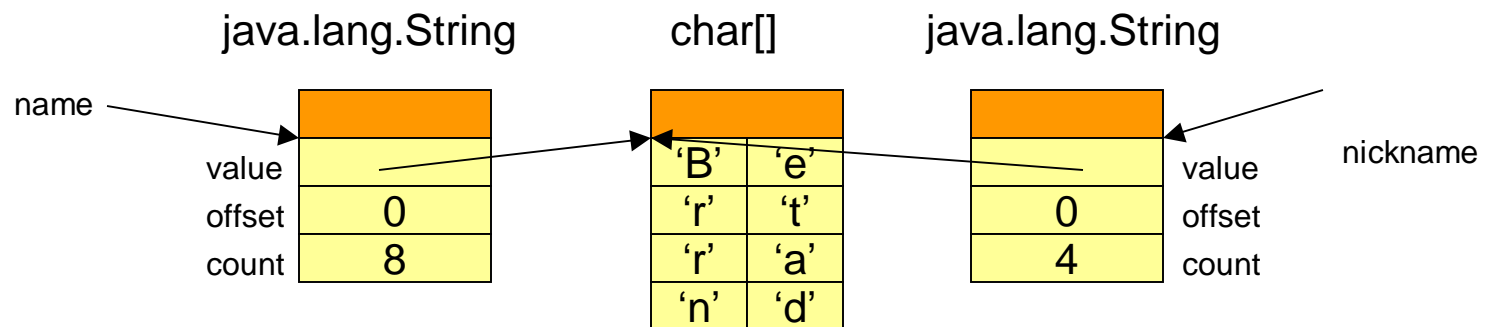 java.lang.String char[] java.lang.String
name
value ‘B’ ‘e’ value nickname
offset 0 ‘r’ ‘t’ 0 offset
count 8 ‘r’ ‘a’ 4 count
‘n’ ‘d’